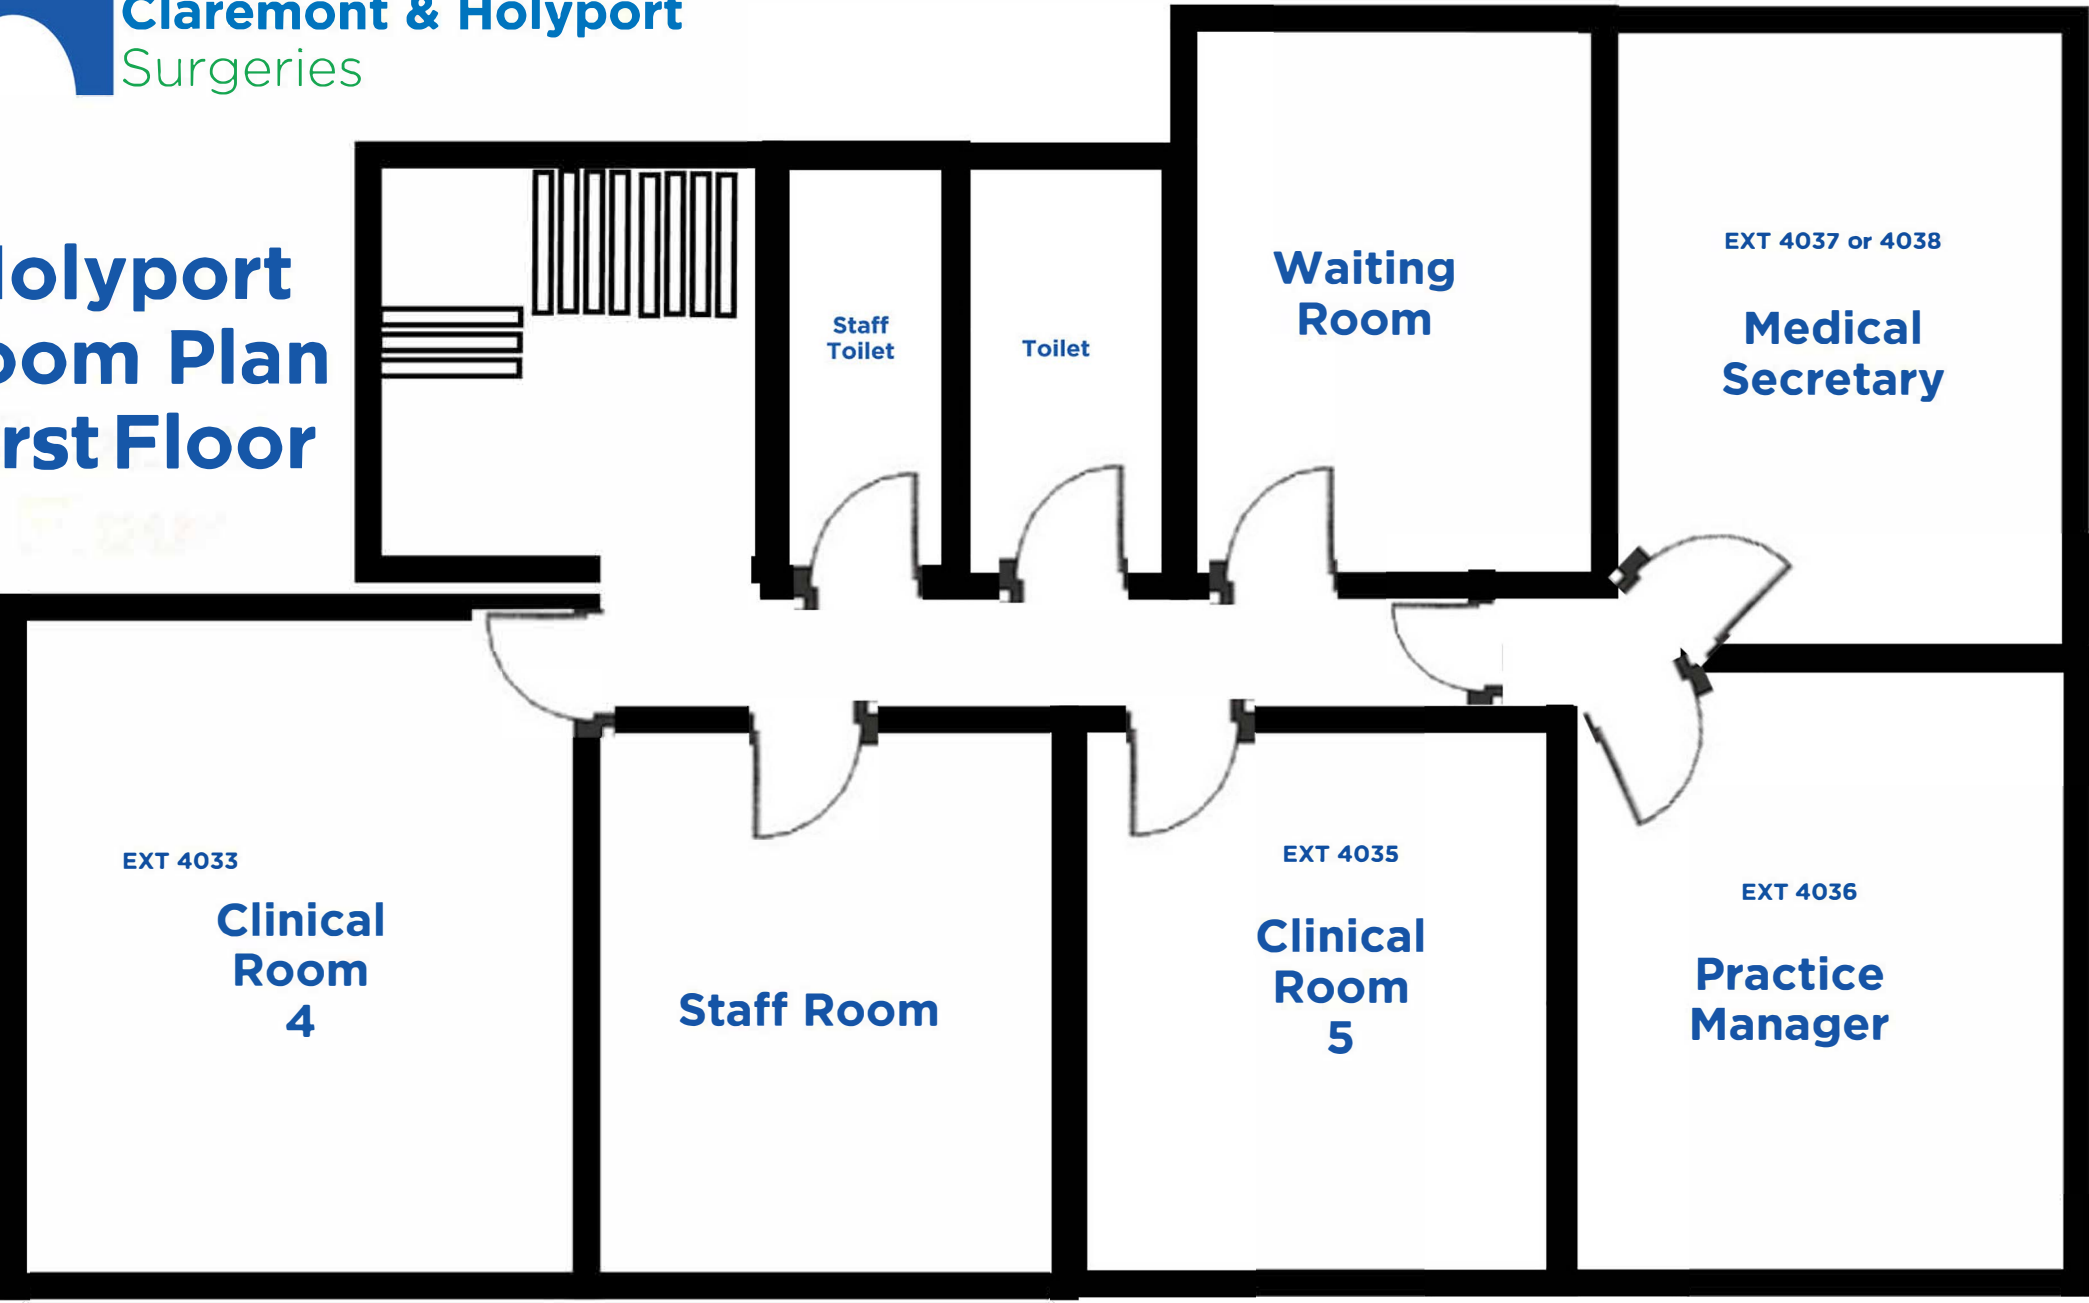 Claremont & Holyport
Surgeries
olyport
oom Plan
rst Floor
Staff
Toilet
Toilet
Waiting
Room
EXT 4037 or 4038
Medical
Secretary
EXT 4033
Clinical
Room
4
Staff Room
EXT 4035
Clinical
Room
5
EXT 4036
Practice
Manager